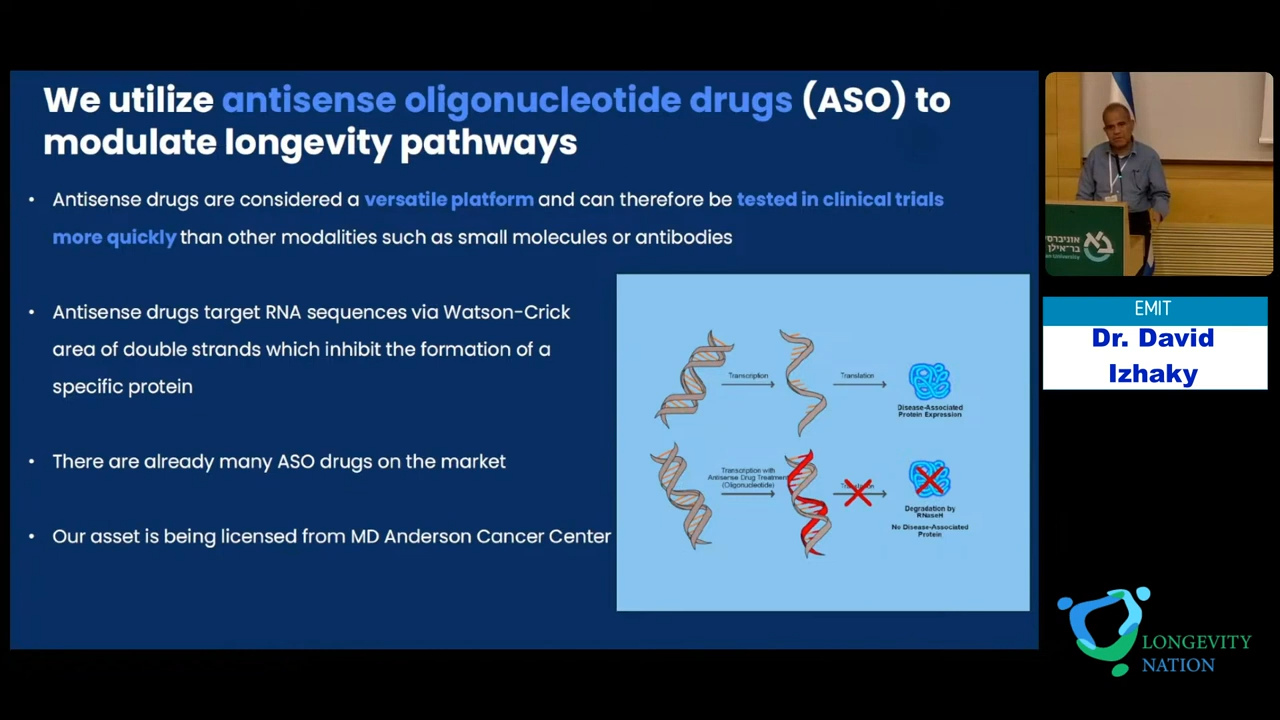 We utilize antisense oligonucleotide drugs (ASO) to
modulate longevity pathways
• Antisense drugs are considered a versatile platform and can therefore be tested in clinical trials
more quickly than other modalities such as small molecules or antibodies
• Antisense drugs target RNA sequences via Watson-Crick
area of double strands which inhibit the formation of a
specific protein
• There are already many ASO drugs on the market
• Our asset is being licensed from MD Anderson Cancer Center
Transcription
Translation
Disease-Associated
Protein Expression
Transcription with
Antisense Drug Treatment
(Oligonucleotide)
Degradation by
RNaseH
No Disease-Associated
Protein
בר-אילן
EMIT
Dr. David
Izhaky
LONGEVITY
NATION